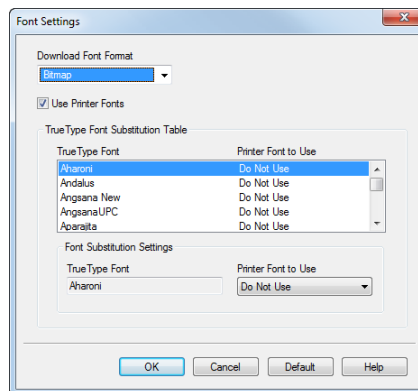 Font Settings
Download Font Format
Bitmap
Use Printer Fonts
TrueType Font Substitution Table
TrueType Font Printer Font to Use
Aharoni Do Not Use
Andalus Do Not Use
Angsana New Do Not Use
AngsanaUPC Do Not Use
Aparajita Do Not Use
Font Substitution Settings
TrueType Font Printer Font to Use
Aharoni Do Not Use
OK Cancel Default Help